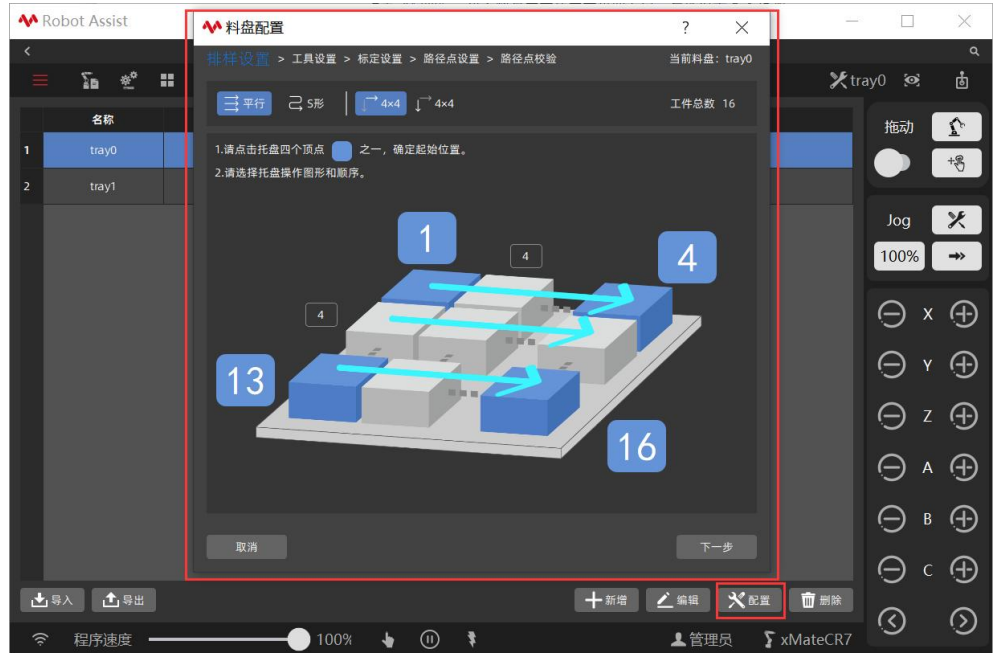 Robot Assist
料盘配置
?
排样设置 > 工具设置 > 标定设置 > 路径点设置 > 路径点校验
当前料盘：tray0
平行 S形 4×4 4×4
工件总数 16
tray0
名称
1 tray0
2 tray1
1.请点击托盘四个顶点 之一，确定起始位置。
2.请选择托盘操作图形和顺序。
1
4
4
4
13
16
取消
下一步
拖动
Jog
100%
X
Y
Z
A
B
C
导入
导出
新增
编辑
配置
删除
程序速度
100%
管理员
xMateCR7